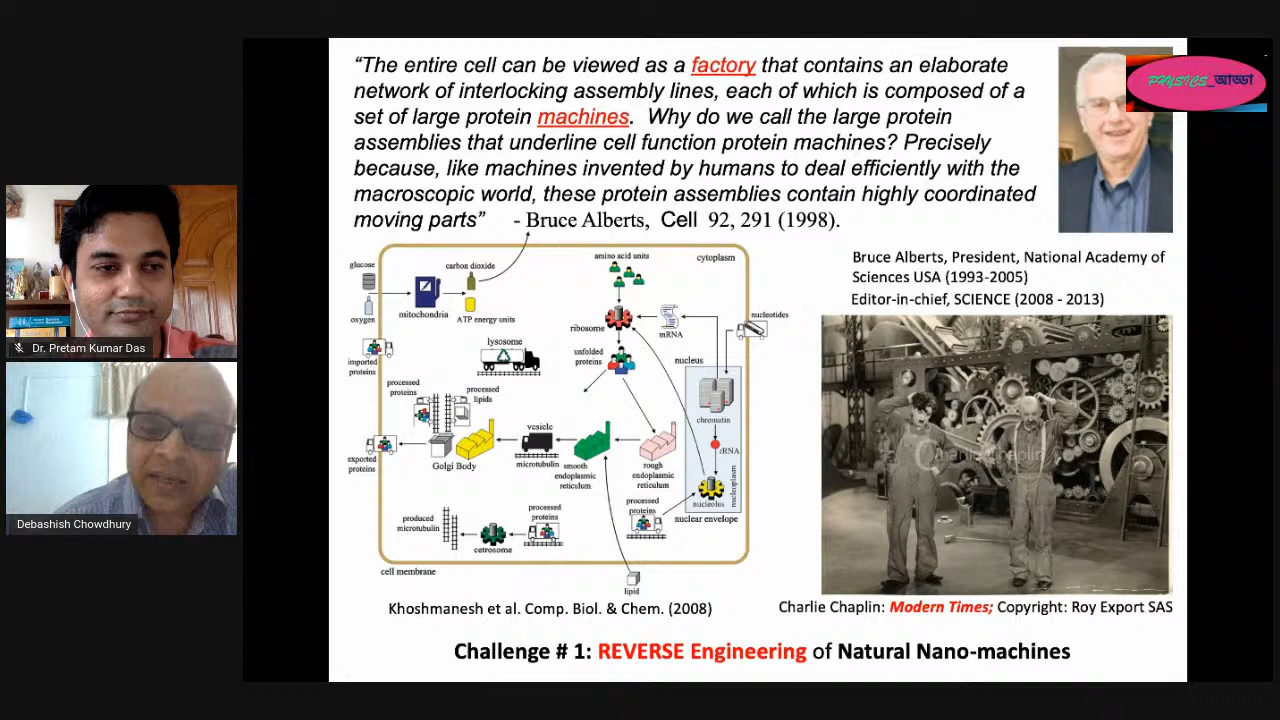 “The entire cell can be viewed as a factory that contains an elaborate
network of interlocking assembly lines, each of which is composed of a
set of large protein machines. Why do we call the large protein
assemblies that underline cell function protein machines? Precisely
because, like machines invented by humans to deal efficiently with the
macroscopic world, these protein assemblies contain highly coordinated
moving parts” - Bruce Alberts, Cell 92, 291 (1998).
PHYSICS_আড্ডা
Bruce Alberts, President, National Academy of
Sciences USA (1993-2005)
Editor-in-chief, SCIENCE (2008 - 2013)
glucose
oxygen
carbon dioxide
mitochondria
ATP energy units
amino acid units
cytoplasm
ribosome
mRNA
nucleotides
imported
proteins
lysosome
unfolded
proteins
nucleus
chromatin
processed
proteins
processed
lipids
rRNA
nucleoplasm
nucleolus
nuclear envelope
exported
proteins
Golgi Body
vesicle
microtubulin
smooth
endoplasmic
reticulum
rough
endoplasmic
reticulum
processed
proteins
produced
microtubulin
cetrosome
processed
proteins
cell membrane
lipid
Khoshmanesh et al. Comp. Biol. & Chem. (2008)
Charlie Chaplin: Modern Times; Copyright: Roy Export SAS
Challenge # 1: REVERSE Engineering of Natural Nano-machines
Dr. Pretam Kumar Das
Debashish Chowdhury